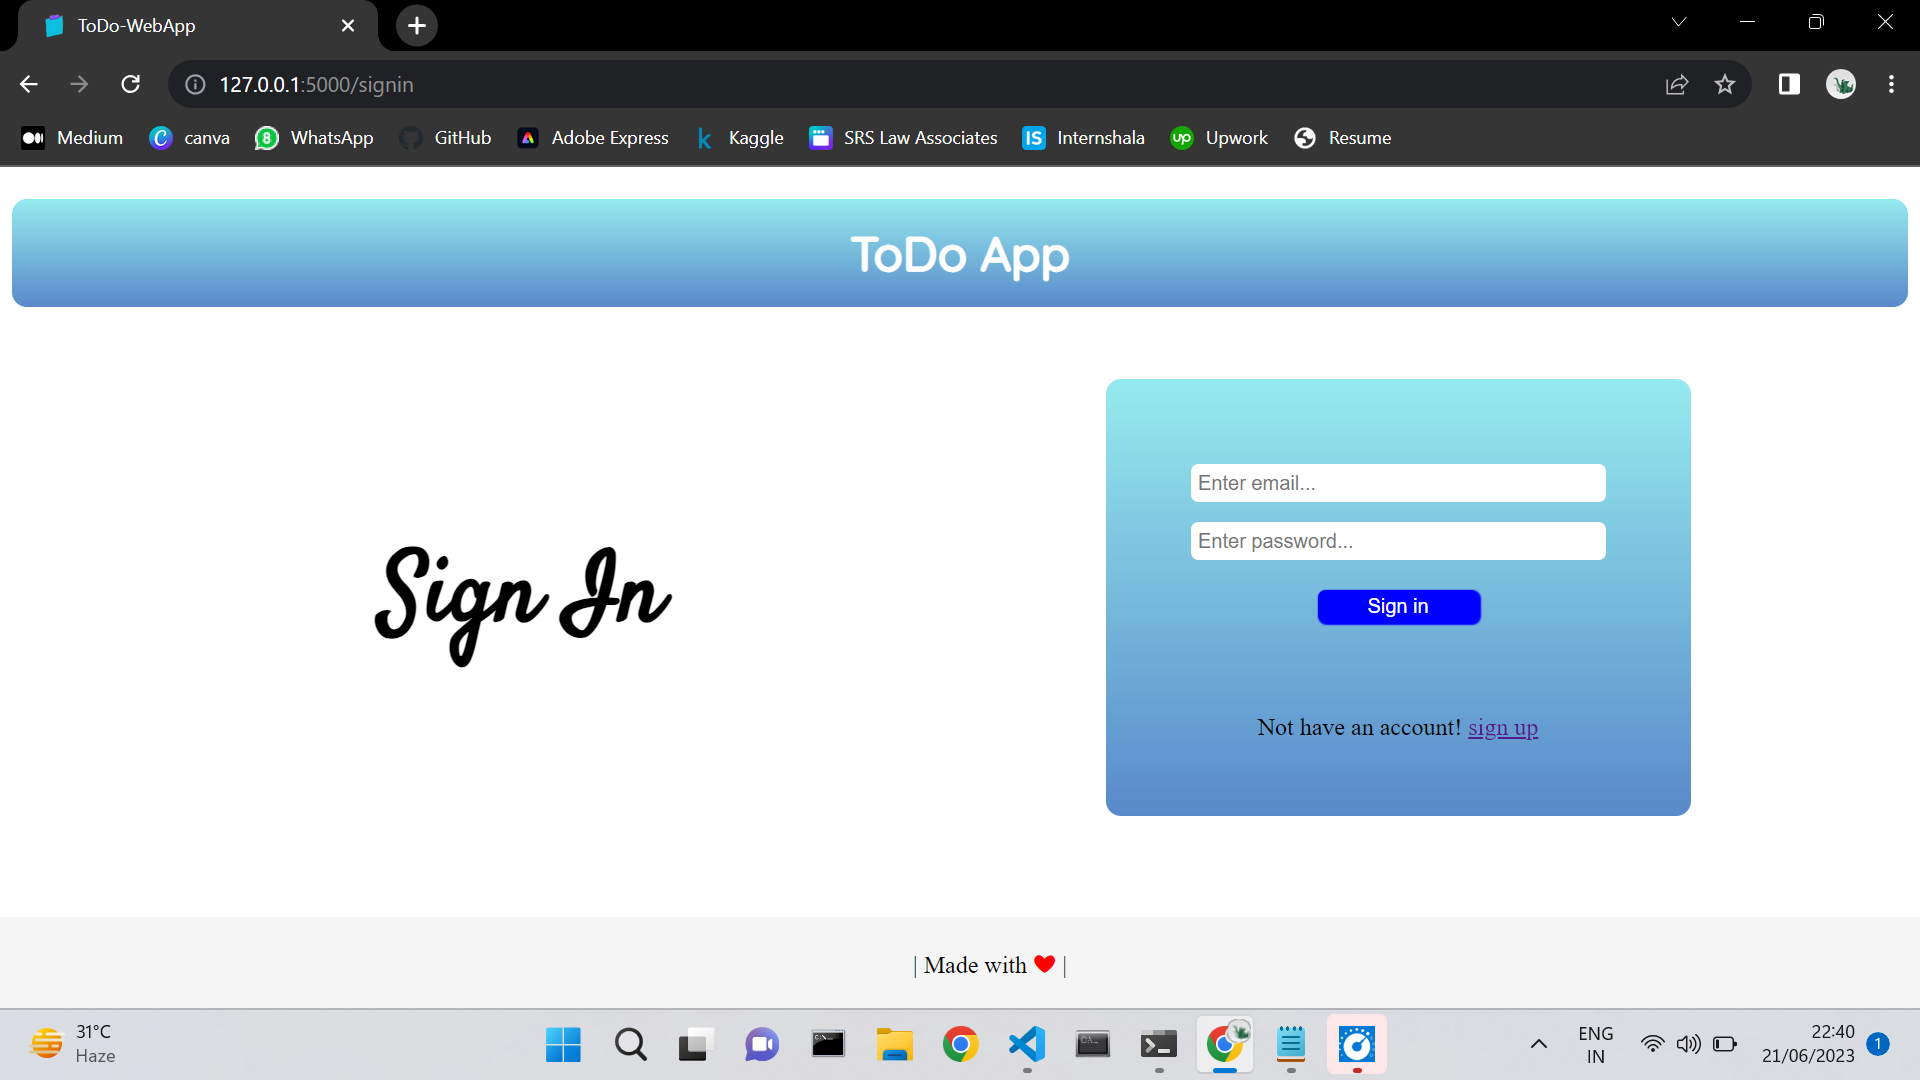 ToDo-WebApp
127.0.0.1:5000/signin
Medium canva WhatsApp GitHub Adobe Express Kaggle SRS Law Associates Internshala Upwork Resume
ToDo App
Sign In
Enter email...
Enter password...
Sign in
Not have an account! sign up
| Made with ❤ |
31°C
Haze
ENG
IN
22:40
21/06/2023
1